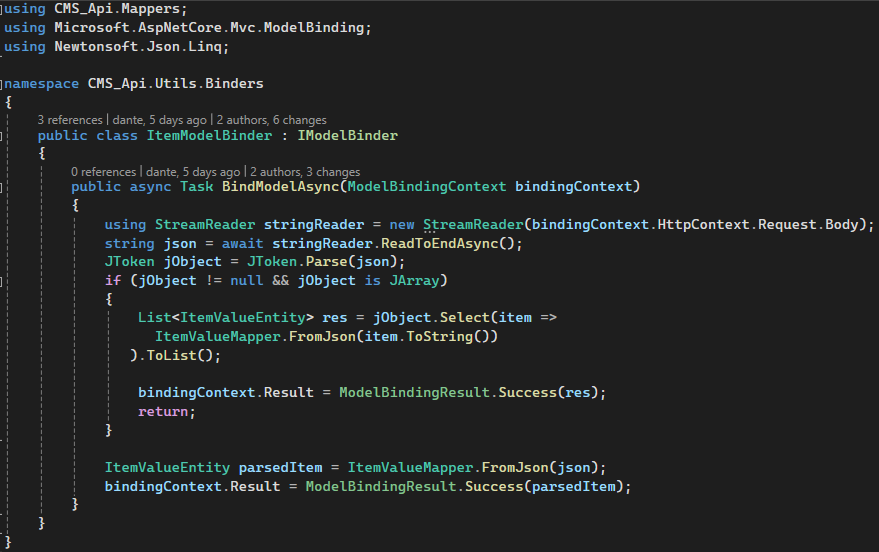 using CMS_Api.Mappers;
using Microsoft.AspNetCore.Mvc.ModelBinding;
using Newtonsoft.Json.Linq;
namespace CMS_Api.Utils.Binders
{
3 references | dante, 5 days ago | 2 authors, 6 changes
public class ItemModelBinder : IModelBinder
{
0 references | dante, 5 days ago | 2 authors, 3 changes
public async Task BindModelAsync(ModelBindingContext bindingContext)
{
using StreamReader stringReader = new StreamReader(bindingContext.HttpContext.Request.Body);
string json = await stringReader.ReadToEndAsync();
JToken jObject = JToken.Parse(json);
if (jObject != null && jObject is JArray)
{
List<ItemValueEntity> res = jObject.Select(item =>
ItemValueMapper.FromJson(item.ToString())
).ToList();
bindingContext.Result = ModelBindingResult.Success(res);
return;
}
ItemValueEntity parsedItem = ItemValueMapper.FromJson(json);
bindingContext.Result = ModelBindingResult.Success(parsedItem);
}
}
}